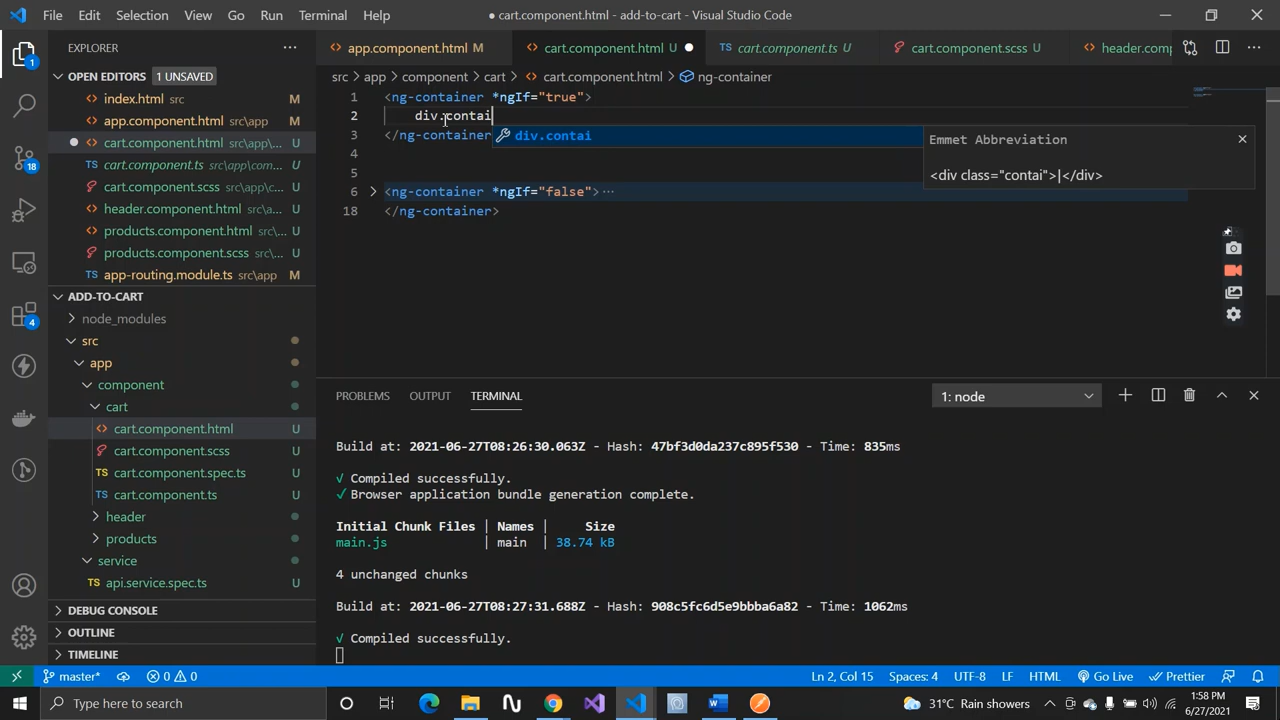 File Edit Selection View Go Run Terminal Help
● cart.component.html - add-to-cart - Visual Studio Code
EXPLORER
OPEN EDITORS 1 UNSAVED
index.html src M
app.component.html src\app M
cart.component.html src\app\... U
cart.component.ts src\app\com... U
cart.component.scss src\app\c... U
header.component.html src\a... U
products.component.html src... U
products.component.scss src... U
app-routing.module.ts src\app M
ADD-TO-CART
node_modules
src
app
component
cart
cart.component.html U
cart.component.scss U
cart.component.spec.ts U
cart.component.ts U
header
products
service
api.service.spec.ts U
DEBUG CONSOLE
OUTLINE
TIMELINE
1
18
4
app.component.html M
cart.component.html ●
cart.component.ts U
cart.component.scss U
header.comp
src > app > component > cart > cart.component.html > ng-container
1 <ng-container *ngIf="true">
2 div.contai
3 </ng-container
4
5
6 <ng-container *ngIf="false"> ...
18 </ng-container>
div.contai
Emmet Abbreviation
<div class="contai">|</div>
PROBLEMS OUTPUT TERMINAL
1: node
Build at: 2021-06-27T08:26:30.063Z - Hash: 47bf3d0da237c895f530 - Time: 835ms
√ Compiled successfully.
√ Browser application bundle generation complete.
Initial Chunk Files | Names | Size
main.js | main | 38.74 kB
4 unchanged chunks
Build at: 2021-06-27T08:27:31.688Z - Hash: 908c5fc6d5e9bbba6a82 - Time: 1062ms
√ Compiled successfully.
master* 0 0 Ln 2, Col 15 Spaces: 4 UTF-8 LF HTML Go Live Prettier
Type here to search
31°C Rain showers
1:58 PM
6/27/2021